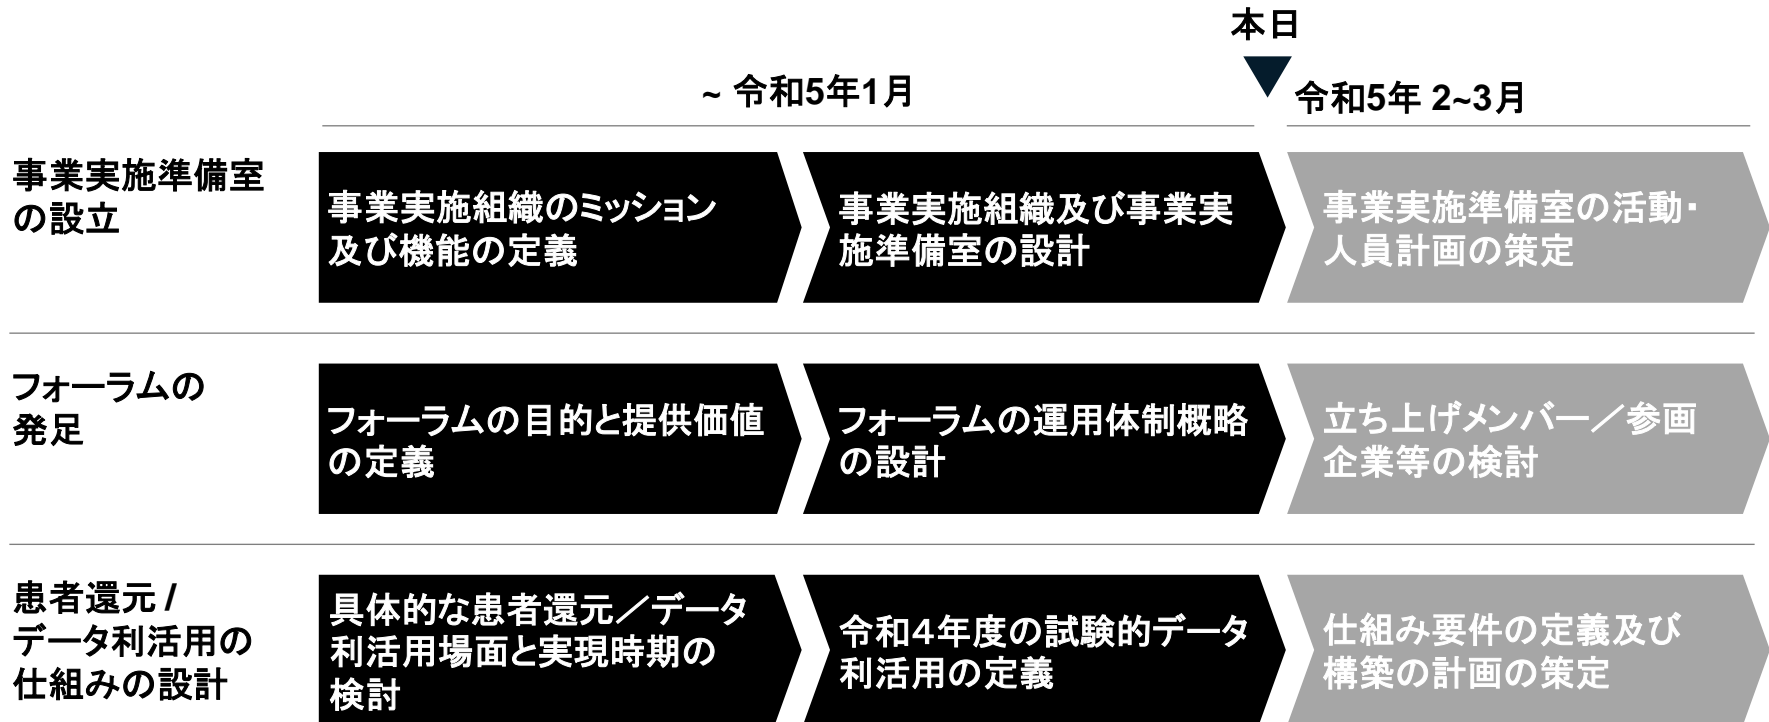 本日
~ 令和5年1月
令和5年 2~3月
事業実施準備室
の設立
事業実施組織のミッション
及び機能の定義
事業実施組織及び事業実
施準備室の設計
事業実施準備室の活動・
人員計画の策定
フォーラムの
発足
フォーラムの目的と提供価値
の定義
フォーラムの運用体制概略
の設計
立ち上げメンバー／参画
企業等の検討
患者還元 /
データ利活用の
仕組みの設計
具体的な患者還元／データ
利活用場面と実現時期の
検討
令和４年度の試験的データ
利活用の定義
仕組み要件の定義及び
構築の計画の策定